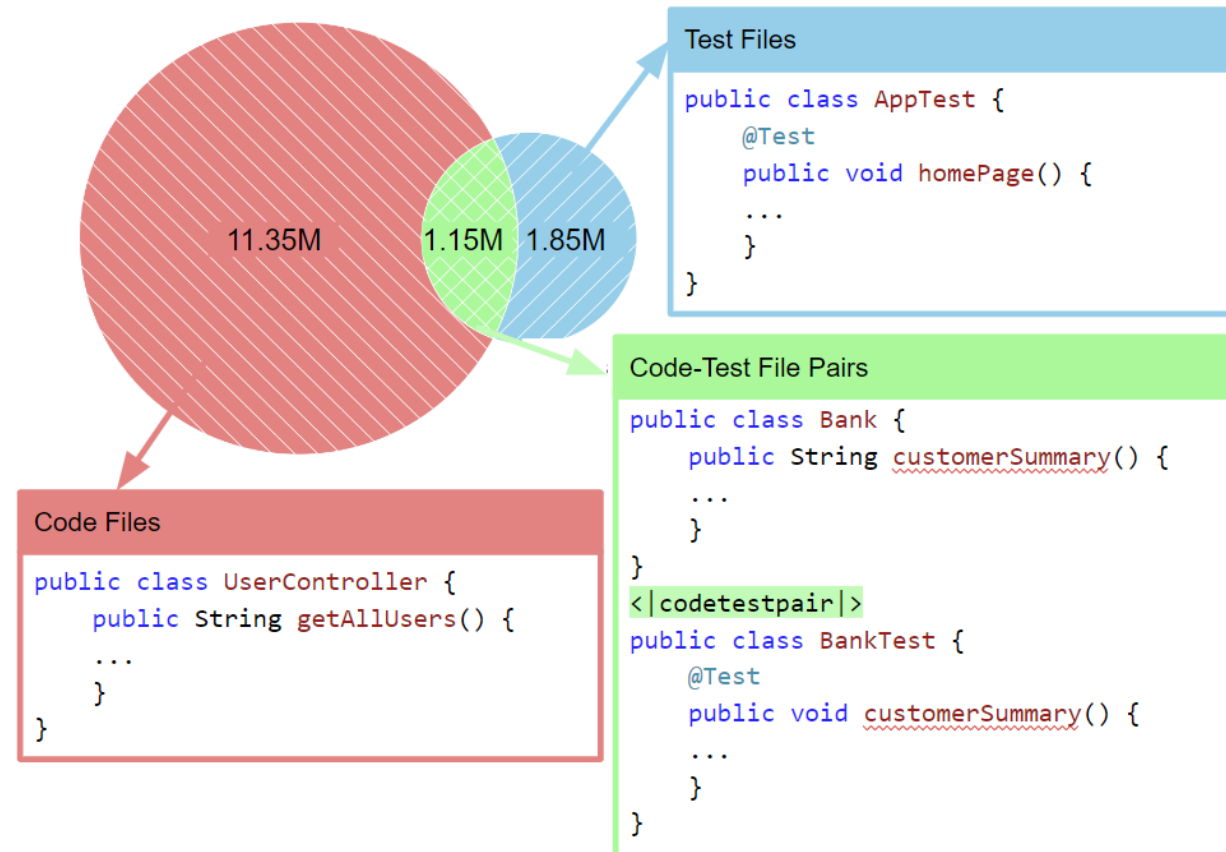 11.35M
1.15M
1.85M
Test Files
public class AppTest {
    @Test
    public void homePage() {
    ...
    }
}
Code-Test File Pairs
public class Bank {
    public String customerSummary() {
    ...
    }
}
<|codetestpair|>
public class BankTest {
    @Test
    public void customerSummary() {
    ...
    }
}
Code Files
public class UserController {
    public String getAllUsers() {
    ...
    }
}